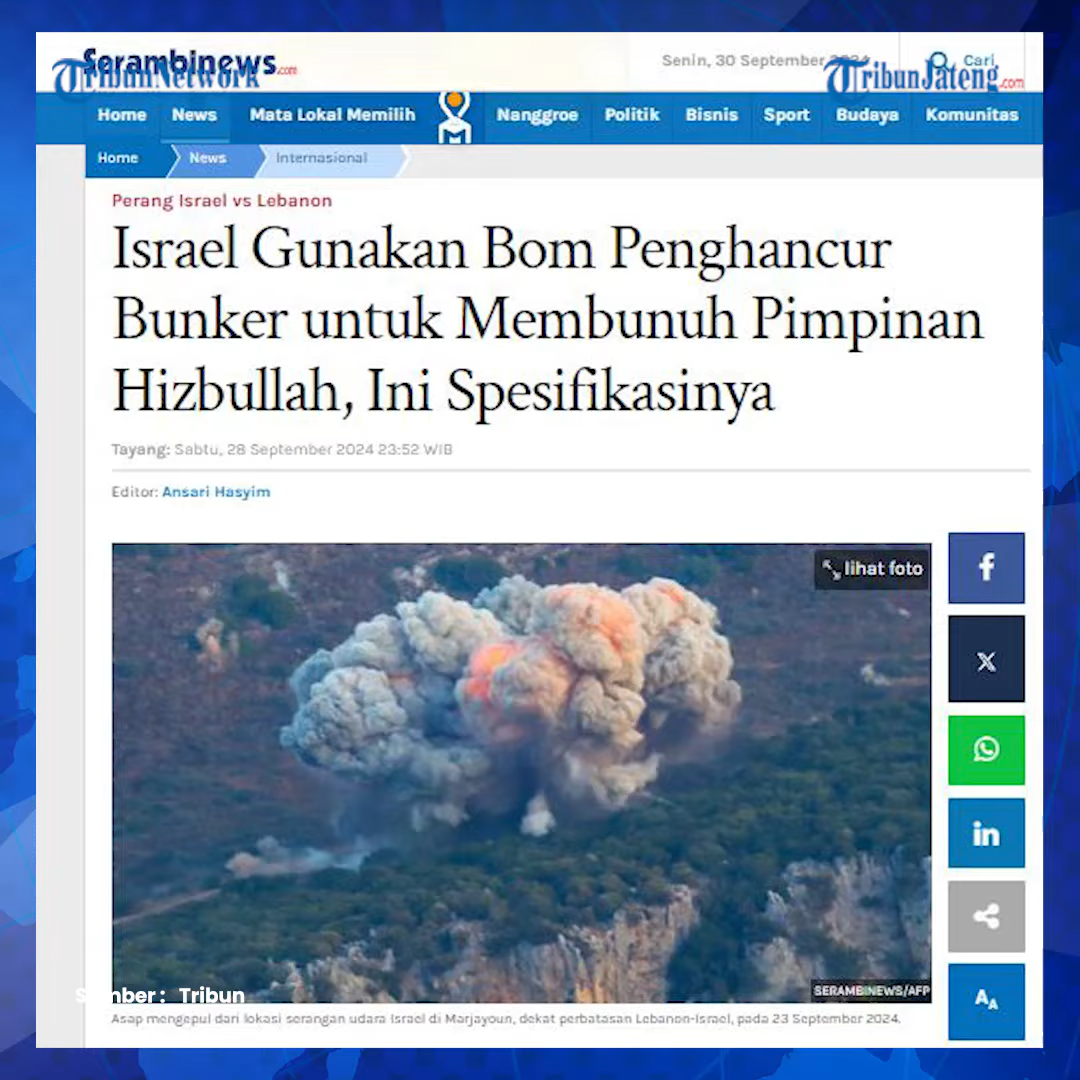 Serambinews.com
TribunNetwork
Senin, 30 September 2024
Cari
TribunJateng.com
Home News Mata Lokal Memilih Nanggroe Politik Bisnis Sport Budaya Komunitas
Home News Internasional
Perang Israel vs Lebanon
Israel Gunakan Bom Penghancur
Bunker untuk Membunuh Pimpinan
Hizbullah, Ini Spesifikasinya
Tayang: Sabtu, 28 September 2024 23:52 WIB
Editor: Ansari Hasyim
lihat foto
SERAMBINEWS/AFP
Sumber : Tribun
Asap mengepul dari lokasi serangan udara Israel di Marjayoun, dekat perbatasan Lebanon-Israel, pada 23 September 2024.